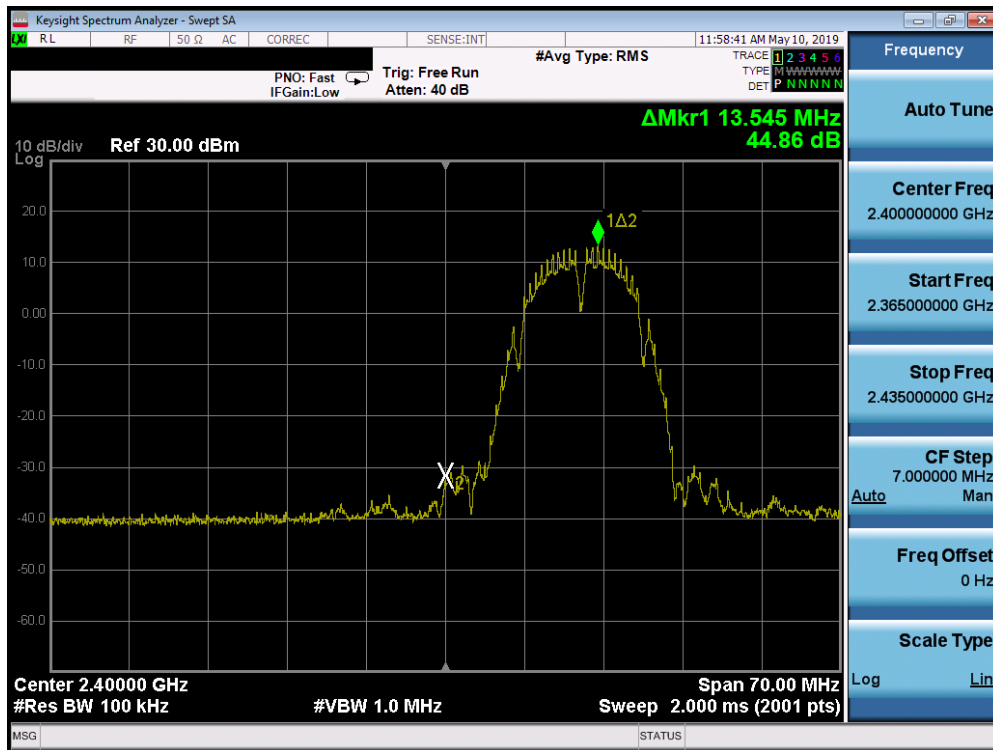 Keysight Spectrum Analyzer - Swept SA
LXI RL RF 50 Ω AC CORREC SENSE:INT 11:58:41 AM May 10, 2019
#Avg Type: RMS TRACE 1 2 3 4 5 6
PNO: Fast Trig: Free Run TYPE M W W W W W
IFGain:Low Atten: 40 dB DET P N N N N N
ΔMkr1 13.545 MHz
44.86 dB
10 dB/div Ref 30.00 dBm
Log
20.0
10.0
0.00
-10.0
-20.0
-30.0
-40.0
-50.0
-60.0
1Δ2
2
Center 2.40000 GHz Span 70.00 MHz
#Res BW 100 kHz #VBW 1.0 MHz Sweep 2.000 ms (2001 pts)
MSG STATUS
Frequency
Auto Tune
Center Freq
2.400000000 GHz
Start Freq
2.365000000 GHz
Stop Freq
2.435000000 GHz
CF Step
7.000000 MHz
Auto Man
Freq Offset
0 Hz
Scale Type
Log Lin